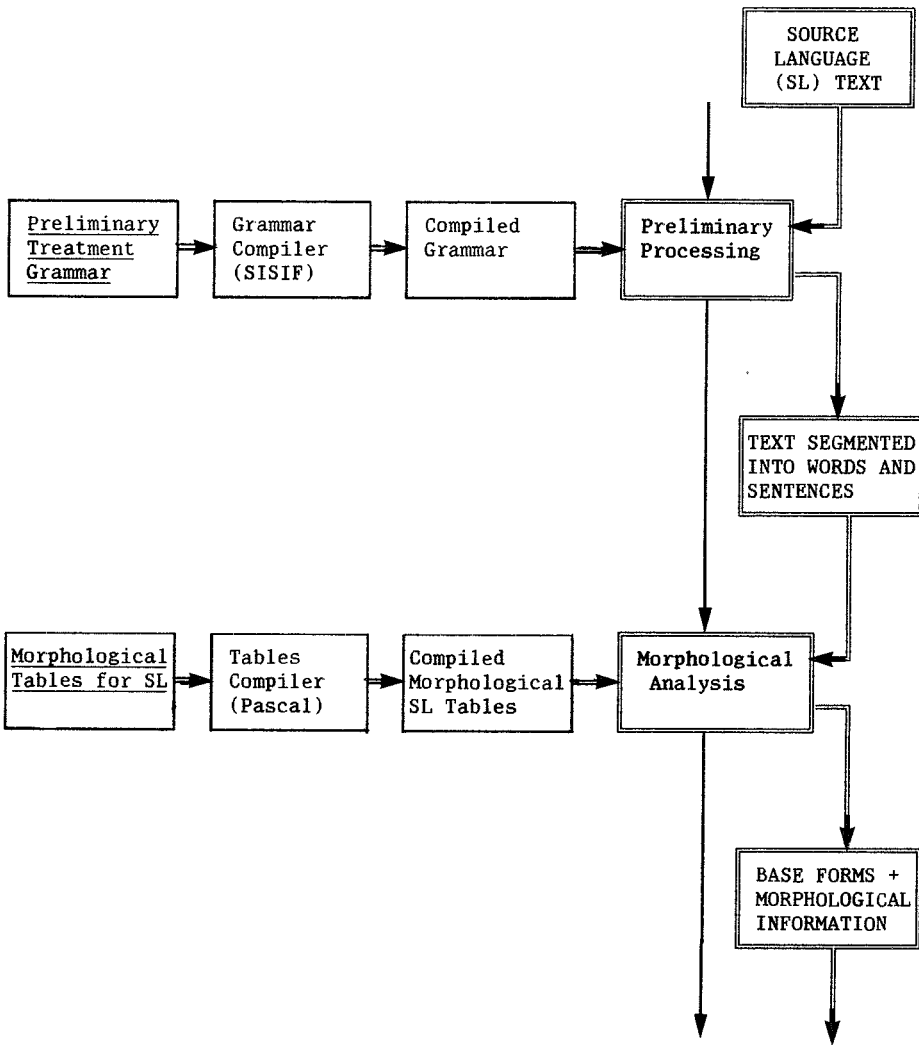 SOURCE
LANGUAGE
(SL) TEXT
Preliminary
Treatment
Grammar
Grammar
Compiler
(SISIF)
Compiled
Grammar
Preliminary
Processing
TEXT SEGMENTED
INTO WORDS AND
SENTENCES
Morphological
Tables for SL
Tables
Compiler
(Pascal)
Compiled
Morphological
SL Tables
Morphological
Analysis
BASE FORMS +
MORPHOLOGICAL
INFORMATION